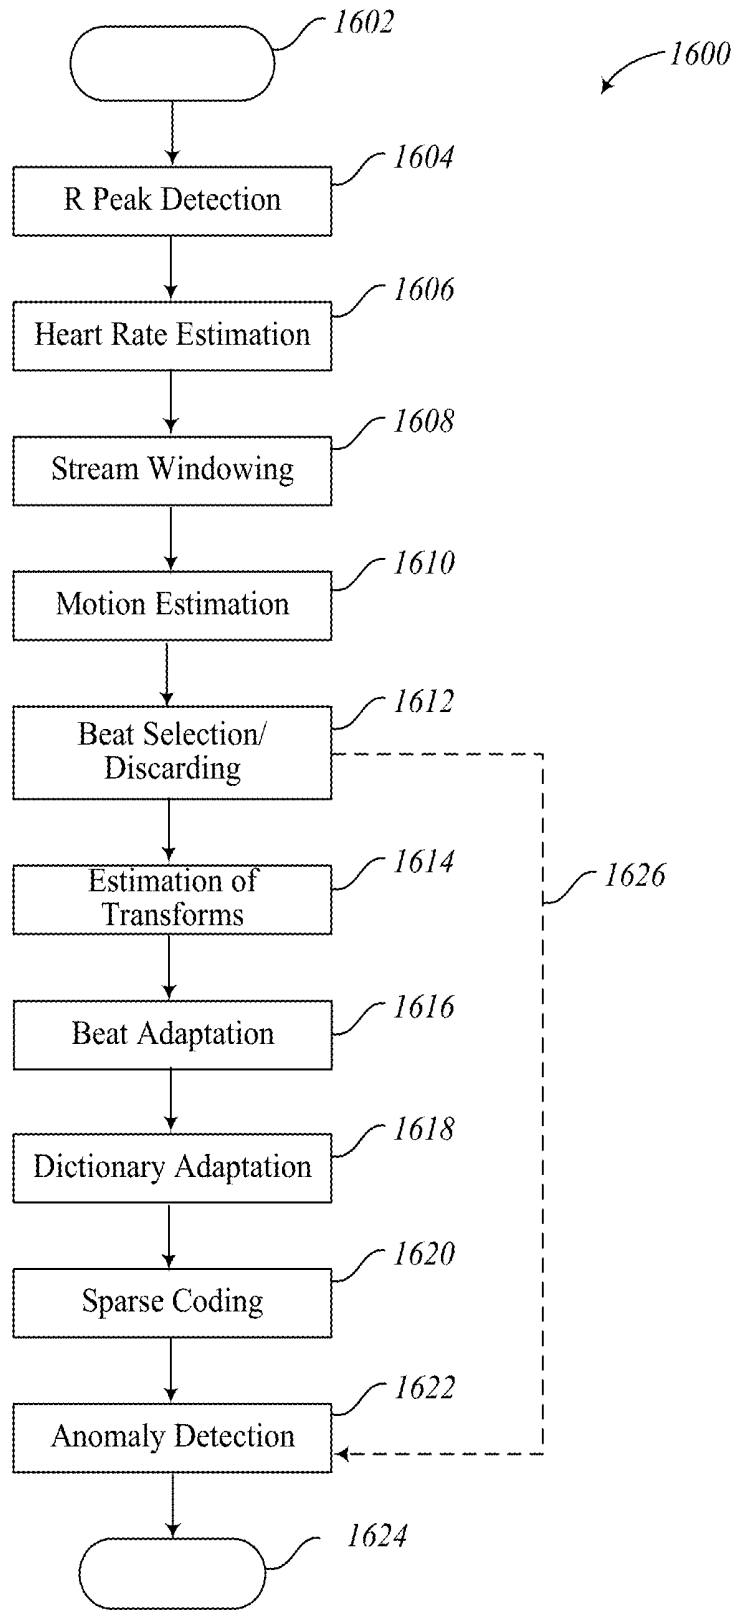 1602
1600
1604
R Peak Detection
1606
Heart Rate Estimation
1608
Stream Windowing
1610
Motion Estimation
1612
Beat Selection/
Discarding
1614
Estimation of
Transforms
1626
1616
Beat Adaptation
1618
Dictionary Adaptation
1620
Sparse Coding
1622
Anomaly Detection
1624